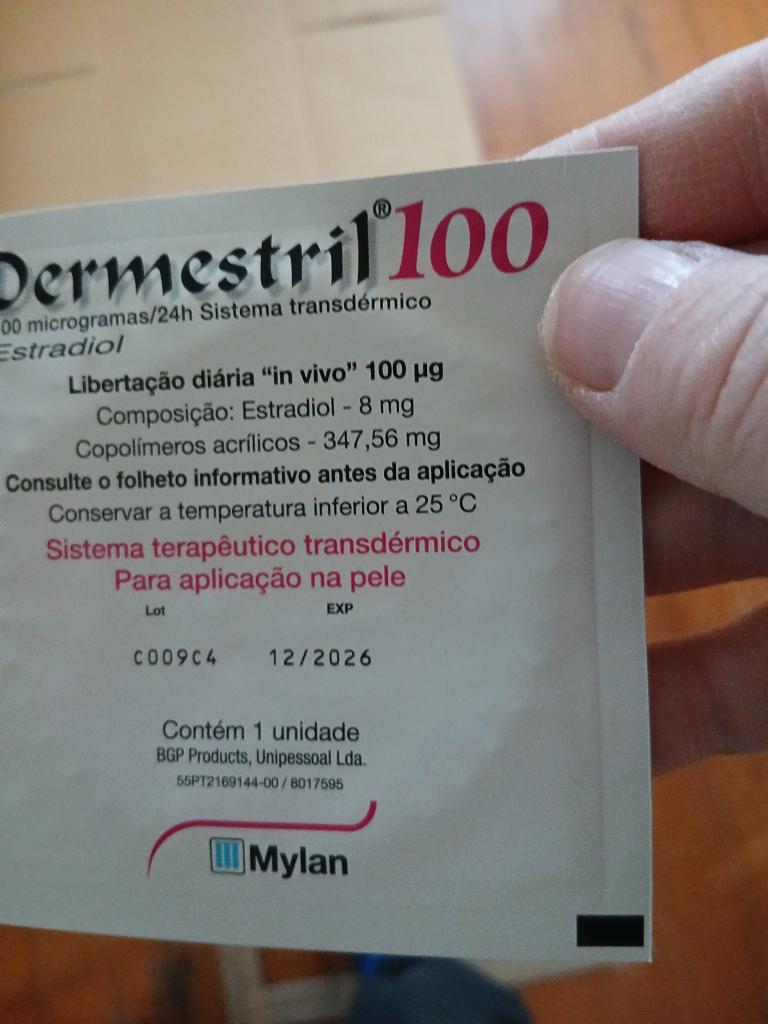 Dermestril® 100
00 microgramas/24h Sistema transdérmico
Estradiol
Libertação diária “in vivo” 100 µg
Composição: Estradiol - 8 mg
Copolímeros acrílicos - 347,56 mg
Consulte o folheto informativo antes da aplicação
Conservar a temperatura inferior a 25 °C
Sistema terapêutico transdérmico
Para aplicação na pele
Lot EXP
C009C4 12/2026
Contém 1 unidade
BGP Products, Unipessoal Lda.
55PT2169144-00 / 8017595
Mylan